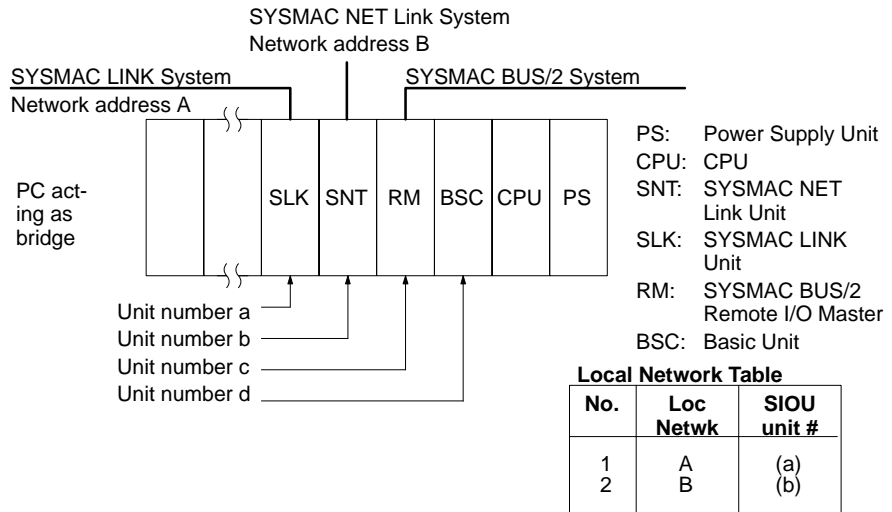 SYSMAC NET Link System
Network address B
SYSMAC LINK System
SYSMAC BUS/2 System
Network address A
PC act-
ing as
bridge
SLK SNT RM BSC CPU PS
PS: Power Supply Unit
CPU: CPU
SNT: SYSMAC NET
Link Unit
SLK: SYSMAC LINK
Unit
RM: SYSMAC BUS/2
Remote I/O Master
BSC: Basic Unit
Unit number a
Unit number b
Unit number c
Unit number d
Local Network Table
No. Loc Netwk SIOU unit #
1 A (a)
2 B (b)